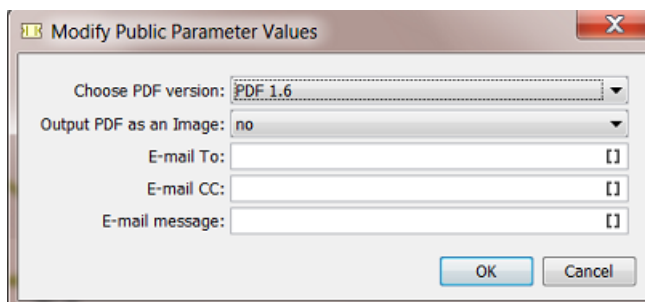 Modify Public Parameter Values
Choose PDF version: PDF 1.6
Output PDF as an Image: no
E-mail To: []
E-mail CC: []
E-mail message: []
OK Cancel